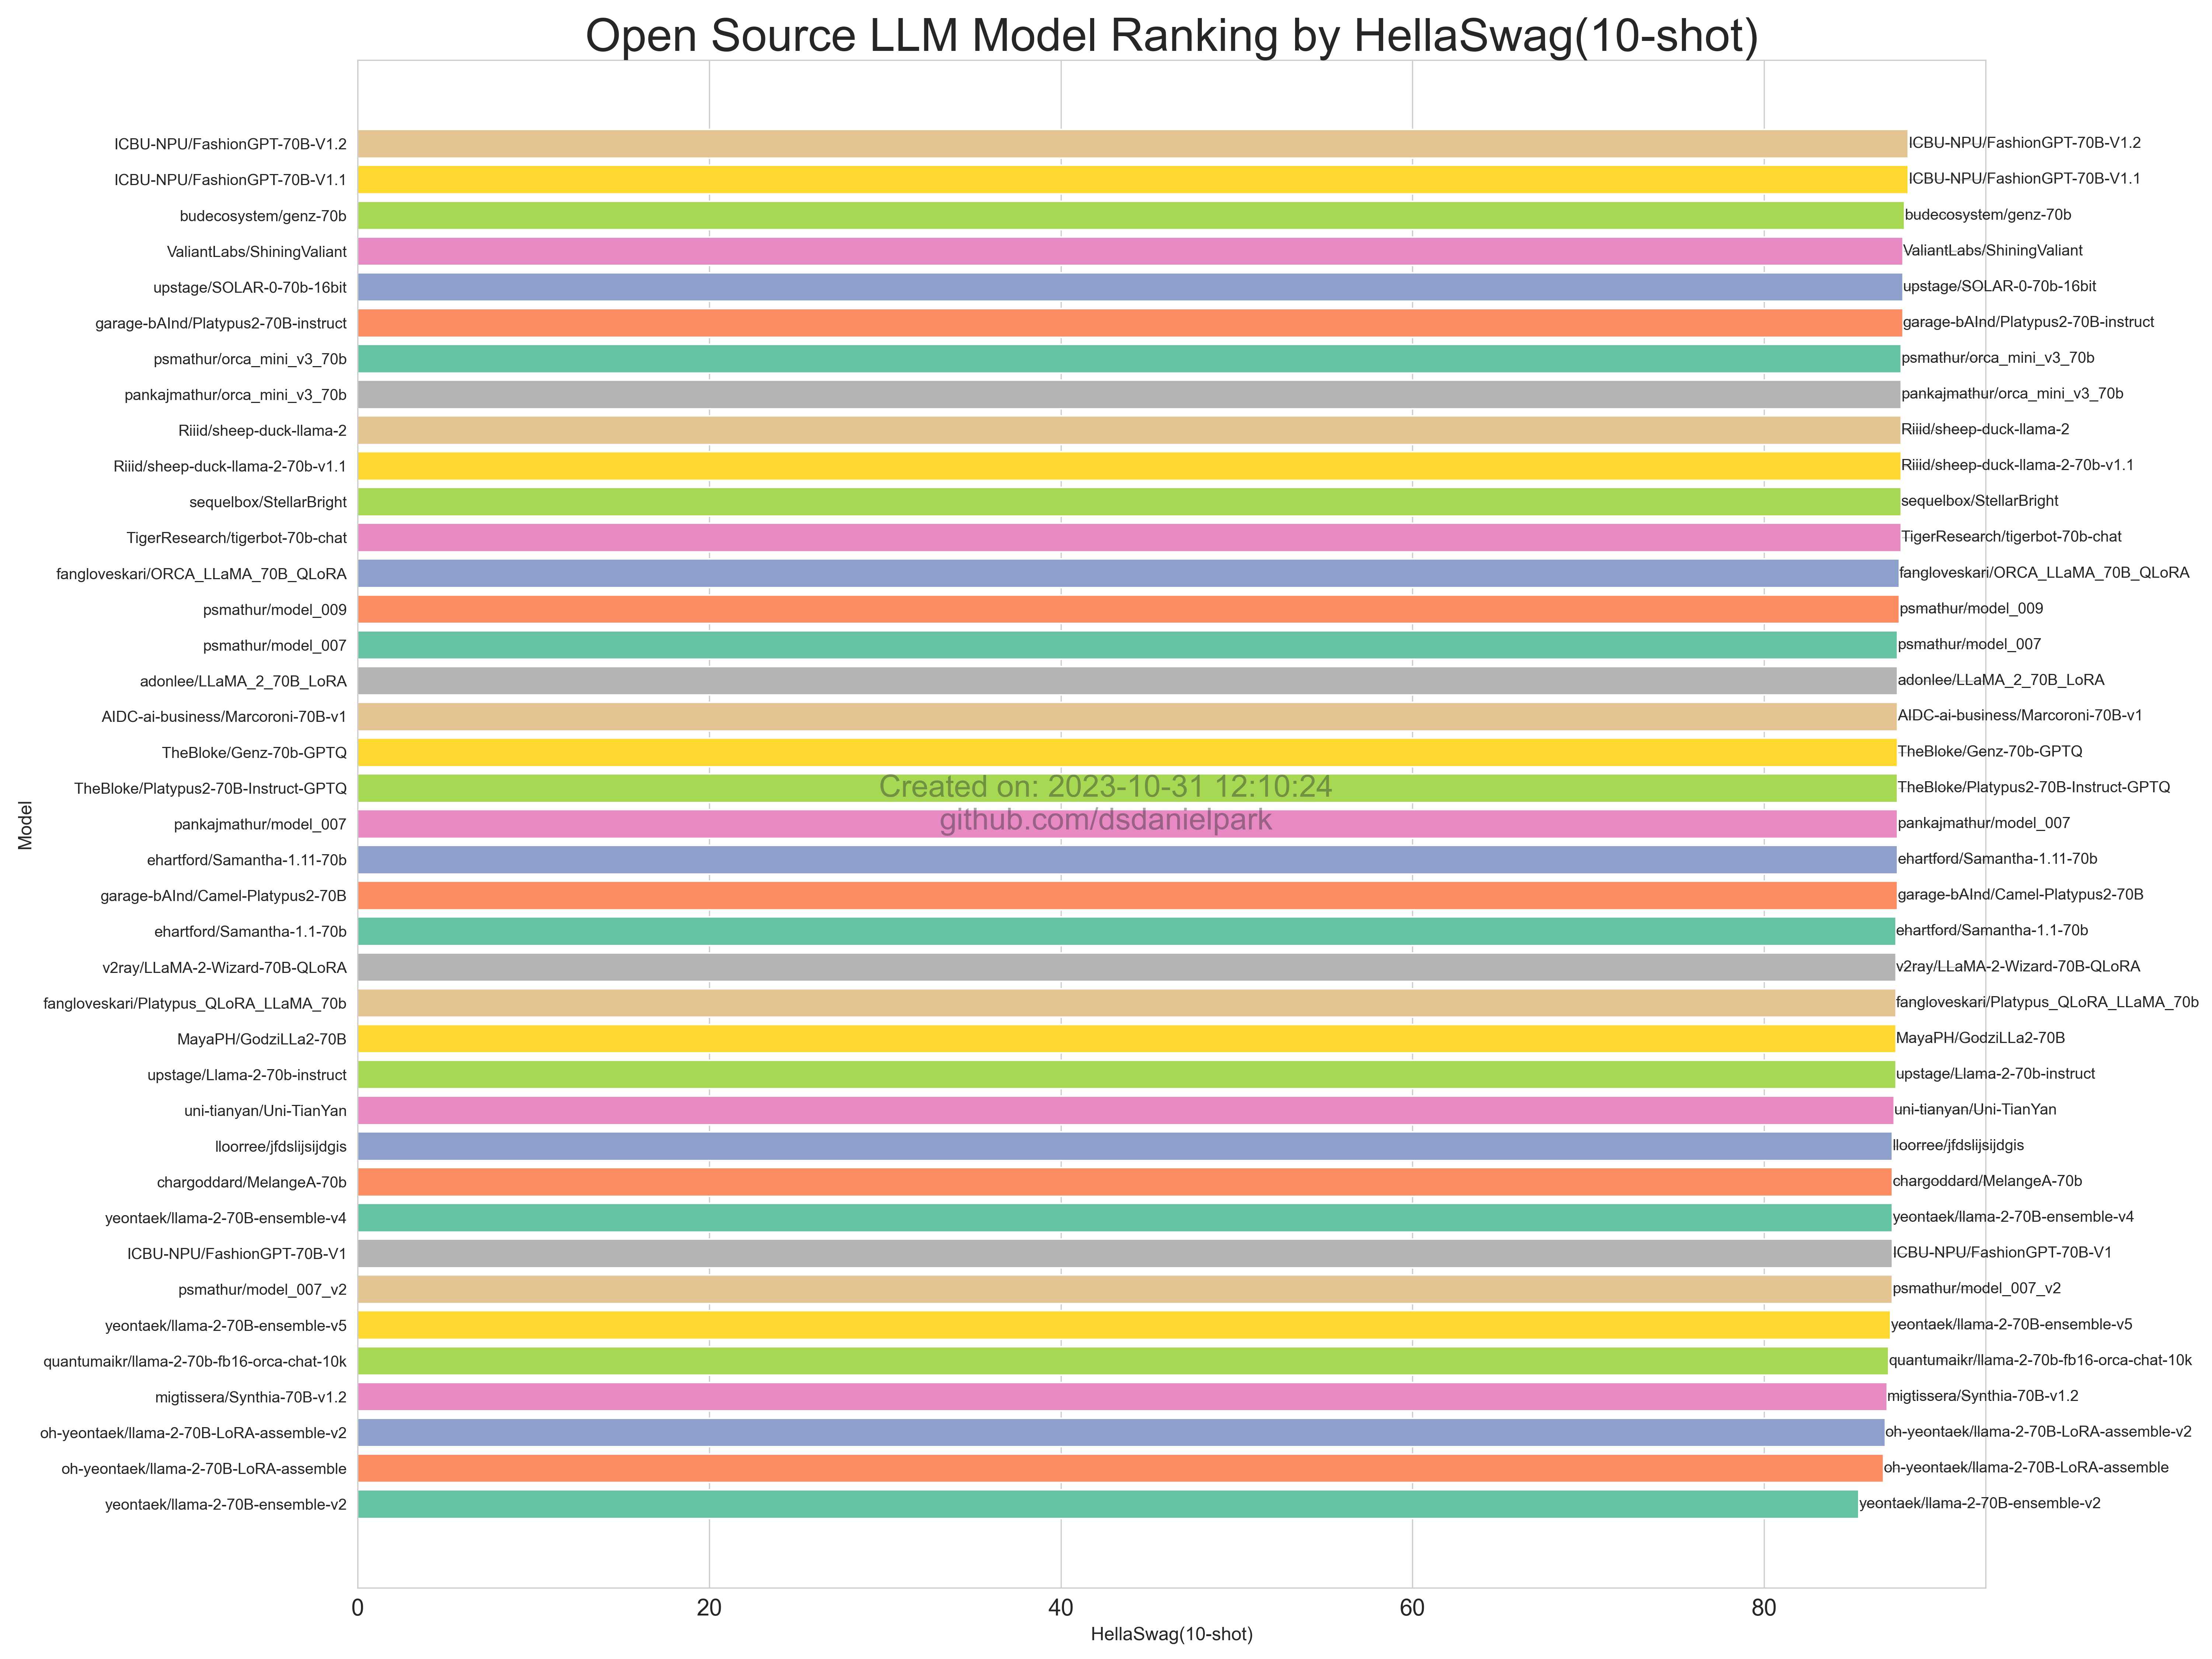 Open Source LLM Model Ranking by HellaSwag(10-shot)
ICBU-NPU/FashionGPT-70B-V1.2
ICBU-NPU/FashionGPT-70B-V1.2
ICBU-NPU/FashionGPT-70B-V1.1
ICBU-NPU/FashionGPT-70B-V1.1
budecosystem/genz-70b
budecosystem/genz-70b
ValiantLabs/ShiningValiant
ValiantLabs/ShiningValiant
upstage/SOLAR-0-70b-16bit
upstage/SOLAR-0-70b-16bit
garage-bAInd/Platypus2-70B-instruct
garage-bAInd/Platypus2-70B-instruct
psmathur/orca_mini_v3_70b
psmathur/orca_mini_v3_70b
pankajmathur/orca_mini_v3_70b
pankajmathur/orca_mini_v3_70b
Riiid/sheep-duck-llama-2
Riiid/sheep-duck-llama-2
Riiid/sheep-duck-llama-2-70b-v1.1
Riiid/sheep-duck-llama-2-70b-v1.1
sequelbox/StellarBright
sequelbox/StellarBright
TigerResearch/tigerbot-70b-chat
TigerResearch/tigerbot-70b-chat
fangloveskari/ORCA_LLaMA_70B_QLoRA
fangloveskari/ORCA_LLaMA_70B_QLoRA
psmathur/model_009
psmathur/model_009
psmathur/model_007
psmathur/model_007
adonlee/LLaMA_2_70B_LoRA
adonlee/LLaMA_2_70B_LoRA
AIDC-ai-business/Marcoroni-70B-v1
AIDC-ai-business/Marcoroni-70B-v1
TheBloke/Genz-70b-GPTQ
TheBloke/Genz-70b-GPTQ
TheBloke/Platypus2-70B-Instruct-GPTQ
Created on: 2023-10-31 12:10:24
TheBloke/Platypus2-70B-Instruct-GPTQ
Model
pankajmathur/model_007
github.com/dsdanielpark
pankajmathur/model_007
ehartford/Samantha-1.11-70b
ehartford/Samantha-1.11-70b
garage-bAInd/Camel-Platypus2-70B
garage-bAInd/Camel-Platypus2-70B
ehartford/Samantha-1.1-70b
ehartford/Samantha-1.1-70b
v2ray/LLaMA-2-Wizard-70B-QLoRA
v2ray/LLaMA-2-Wizard-70B-QLoRA
fangloveskari/Platypus_QLoRA_LLaMA_70b
fangloveskari/Platypus_QLoRA_LLaMA_70b
MayaPH/GodziLLa2-70B
MayaPH/GodziLLa2-70B
upstage/Llama-2-70b-instruct
upstage/Llama-2-70b-instruct
uni-tianyan/Uni-TianYan
uni-tianyan/Uni-TianYan
lloorree/jfdslijsijdgis
lloorree/jfdslijsijdgis
chargoddard/MelangeA-70b
chargoddard/MelangeA-70b
yeontaek/llama-2-70B-ensemble-v4
yeontaek/llama-2-70B-ensemble-v4
ICBU-NPU/FashionGPT-70B-V1
ICBU-NPU/FashionGPT-70B-V1
psmathur/model_007_v2
psmathur/model_007_v2
yeontaek/llama-2-70B-ensemble-v5
yeontaek/llama-2-70B-ensemble-v5
quantumaikr/llama-2-70b-fb16-orca-chat-10k
quantumaikr/llama-2-70b-fb16-orca-chat-10k
migtissera/Synthia-70B-v1.2
migtissera/Synthia-70B-v1.2
oh-yeontaek/llama-2-70B-LoRA-assemble-v2
oh-yeontaek/llama-2-70B-LoRA-assemble-v2
oh-yeontaek/llama-2-70B-LoRA-assemble
oh-yeontaek/llama-2-70B-LoRA-assemble
yeontaek/llama-2-70B-ensemble-v2
yeontaek/llama-2-70B-ensemble-v2
0 20 40 60 80
HellaSwag(10-shot)